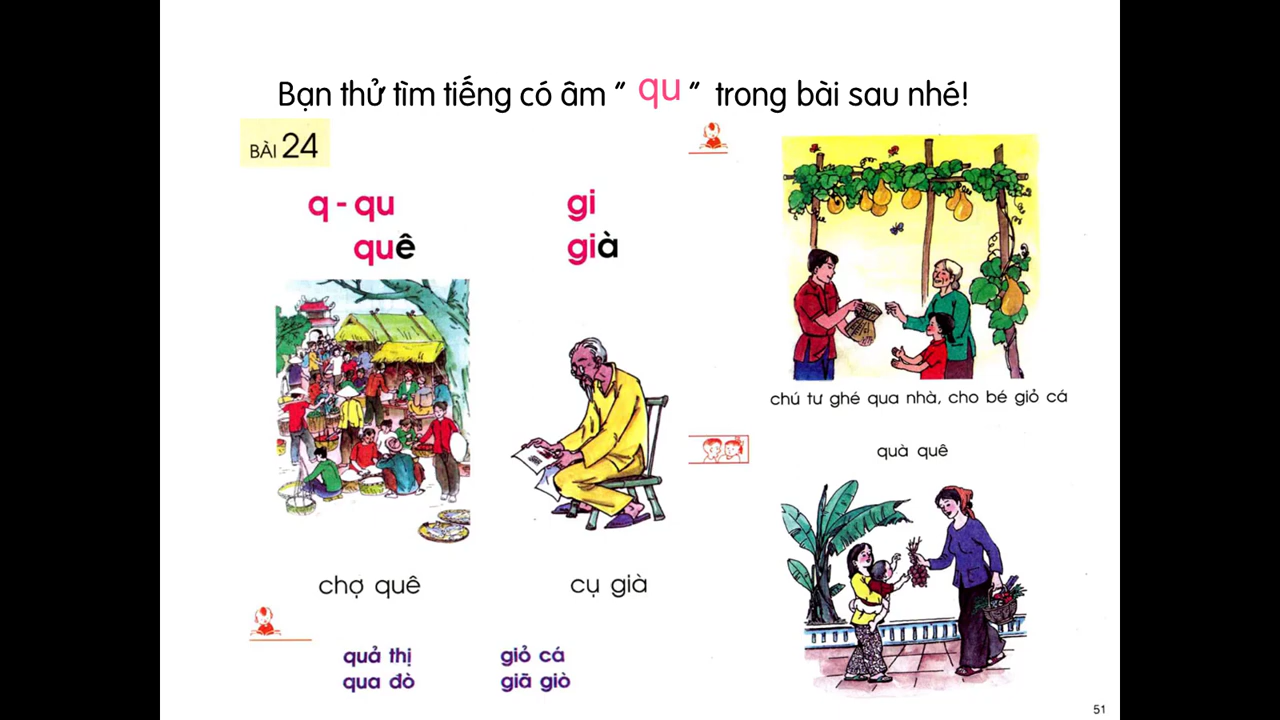 Bạn thử tìm tiếng có âm “ qu ” trong bài sau nhé!
BÀI 24
q - qu
quê
gi
già
chợ quê
cụ già
quả thị
qua đò
giỏ cá
giã giò
chú tư ghé qua nhà, cho bé giỏ cá
quà quê
51